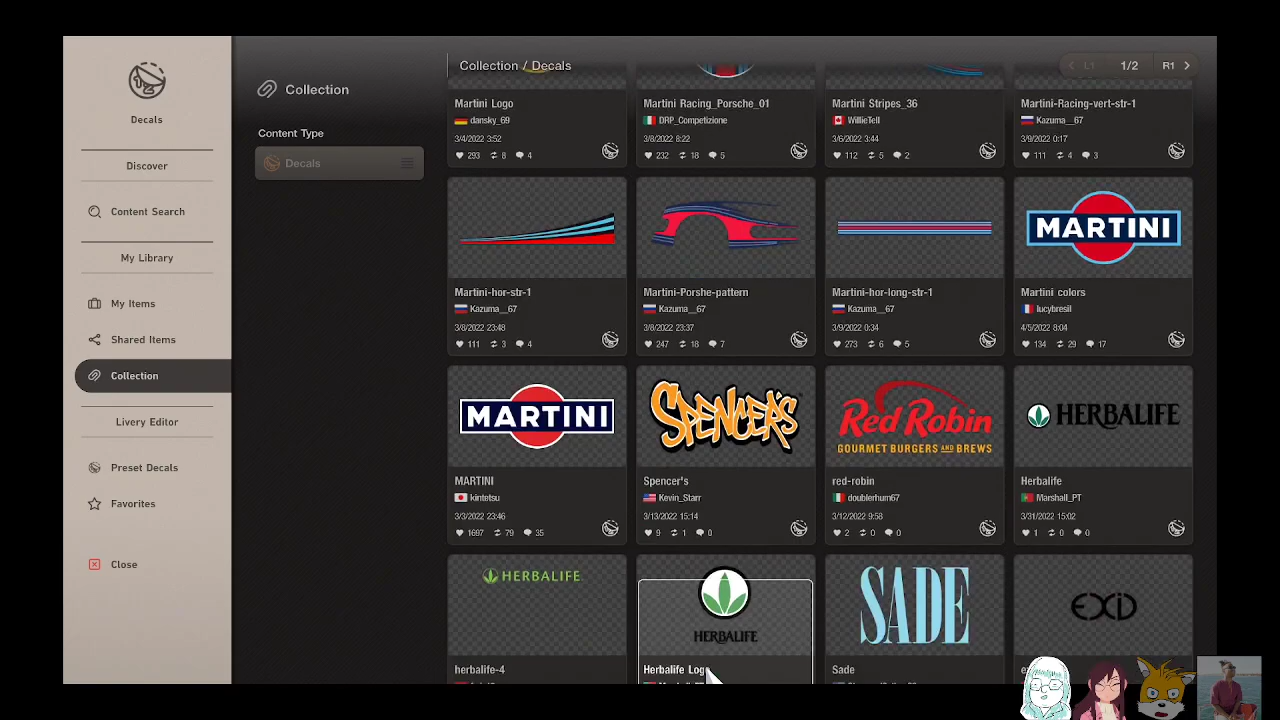 Decals
Discover
Content Search
My Library
My Items
Shared Items
Collection
Livery Editor
Preset Decals
Favorites
Close
Collection
Content Type
Decals
Collection / Decals
L1 1/2 R1
Martini Logo
dansky_69
3/4/2022 3:52
293 8 4
Martini Racing_Porsche_01
DRP_Competizione
3/8/2022 8:22
232 18 5
Martini Stripes_36
WillieTell
3/6/2022 3:44
112 5 2
Martini-Racing-vert-str-1
Kazuma__67
3/9/2022 0:17
111 4 3
Martini-hor-str-1
Kazuma__67
3/8/2022 23:48
111 3 4
Martini-Porshe-pattern
Kazuma__67
3/8/2022 23:37
247 18 7
Martini-hor-long-str-1
Kazuma__67
3/9/2022 0:34
273 6 5
MARTINI
Martini colors
lucybresil
4/5/2022 8:04
134 29 17
MARTINI
MARTINI
kintetsu
3/3/2022 23:46
1697 79 35
SPENCER'S
Spencer's
Kevin_Starr
3/13/2022 15:14
9 1 0
Red Robin
GOURMET BURGERS AND BREWS
red-robin
doublerhum67
3/12/2022 9:58
2 0 0
HERBALIFE
Herbalife
Marshall_PT
3/31/2022 15:02
1 0 0
HERBALIFE
herbalife-4
HERBALIFE
Herbalife Logo
SADE
Sade
EXID